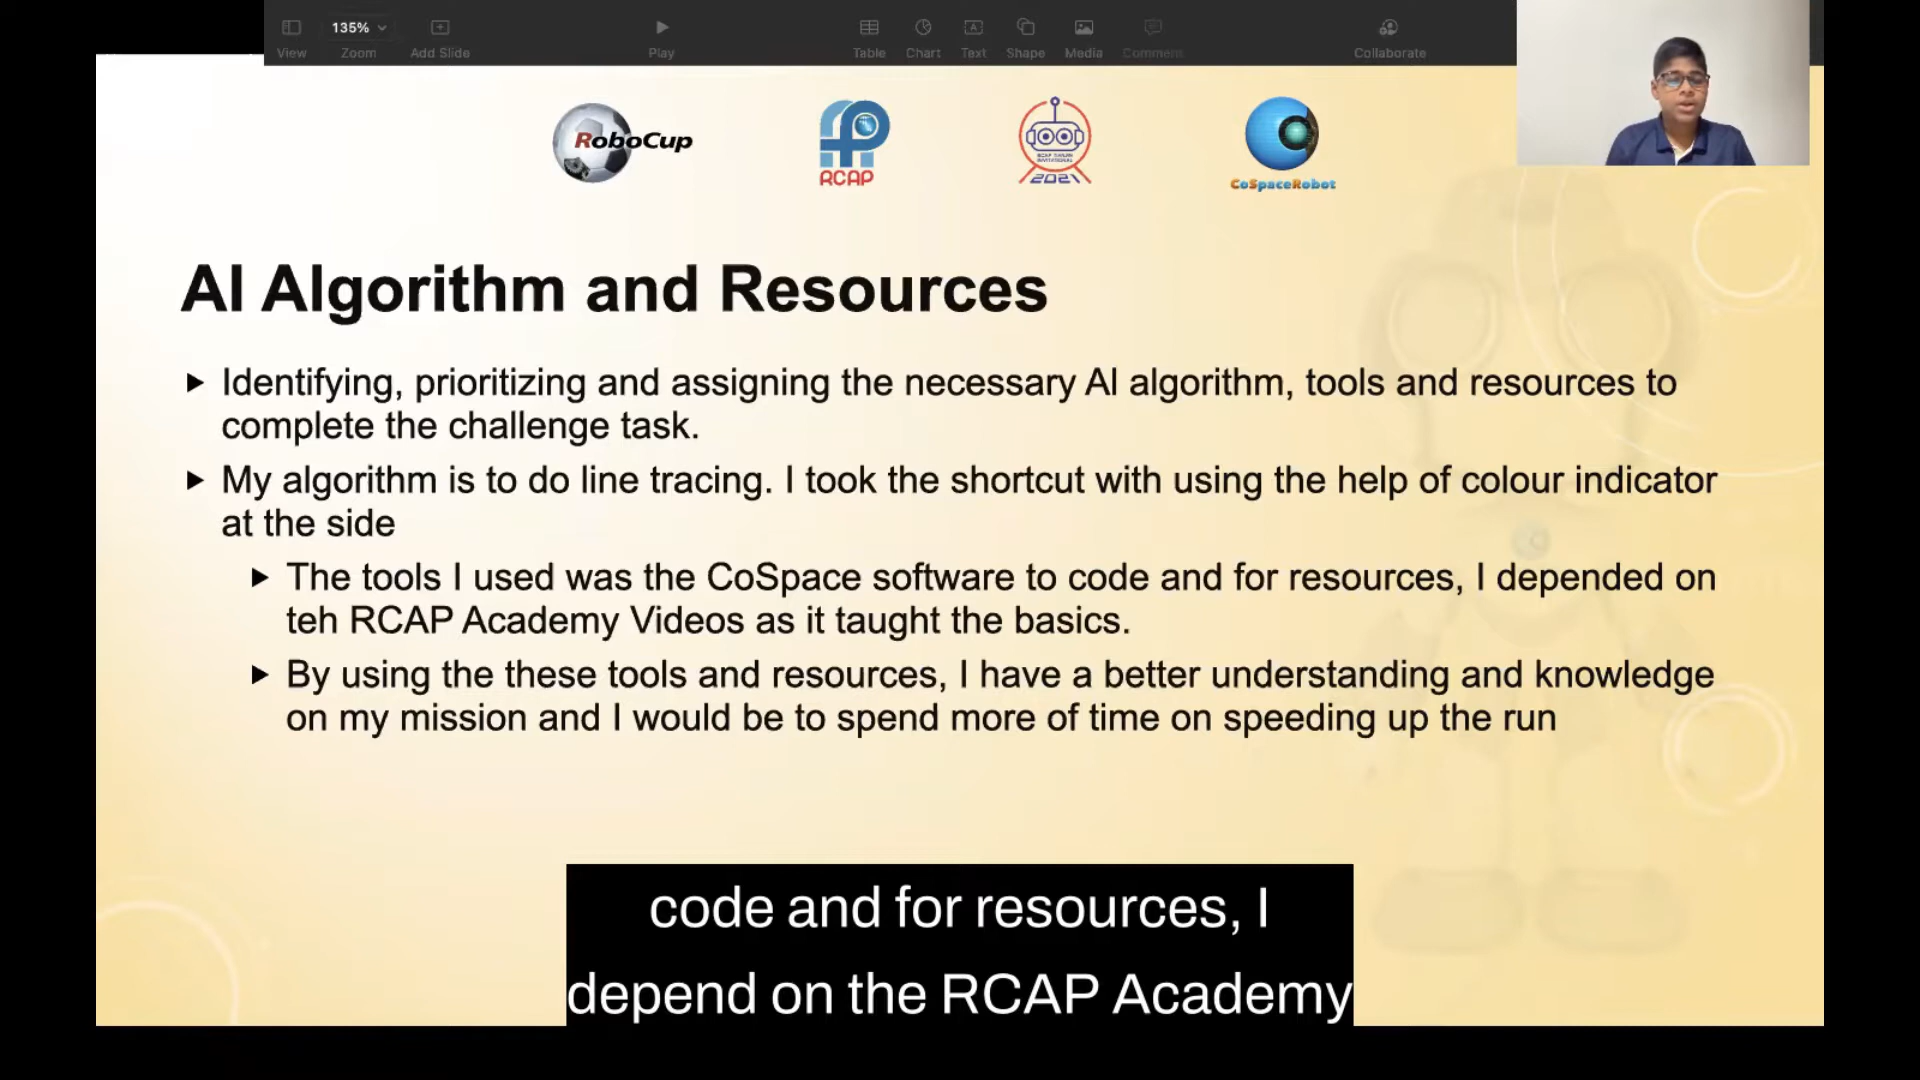 135%
View
Zoom
Add Slide
Play
Table
Chart
Text
Shape
Media
Comment
Collaborate
RoboCup
RCAP
RCAP TIANJIN
INVITATIONAL
2021
CoSpaceRobot
AI Algorithm and Resources
Identifying, prioritizing and assigning the necessary AI algorithm, tools and resources to
complete the challenge task.
My algorithm is to do line tracing. I took the shortcut with using the help of colour indicator
at the side
The tools I used was the CoSpace software to code and for resources, I depended on
teh RCAP Academy Videos as it taught the basics.
By using the these tools and resources, I have a better understanding and knowledge
on my mission and I would be to spend more of time on speeding up the run
code and for resources, I
depend on the RCAP Academy